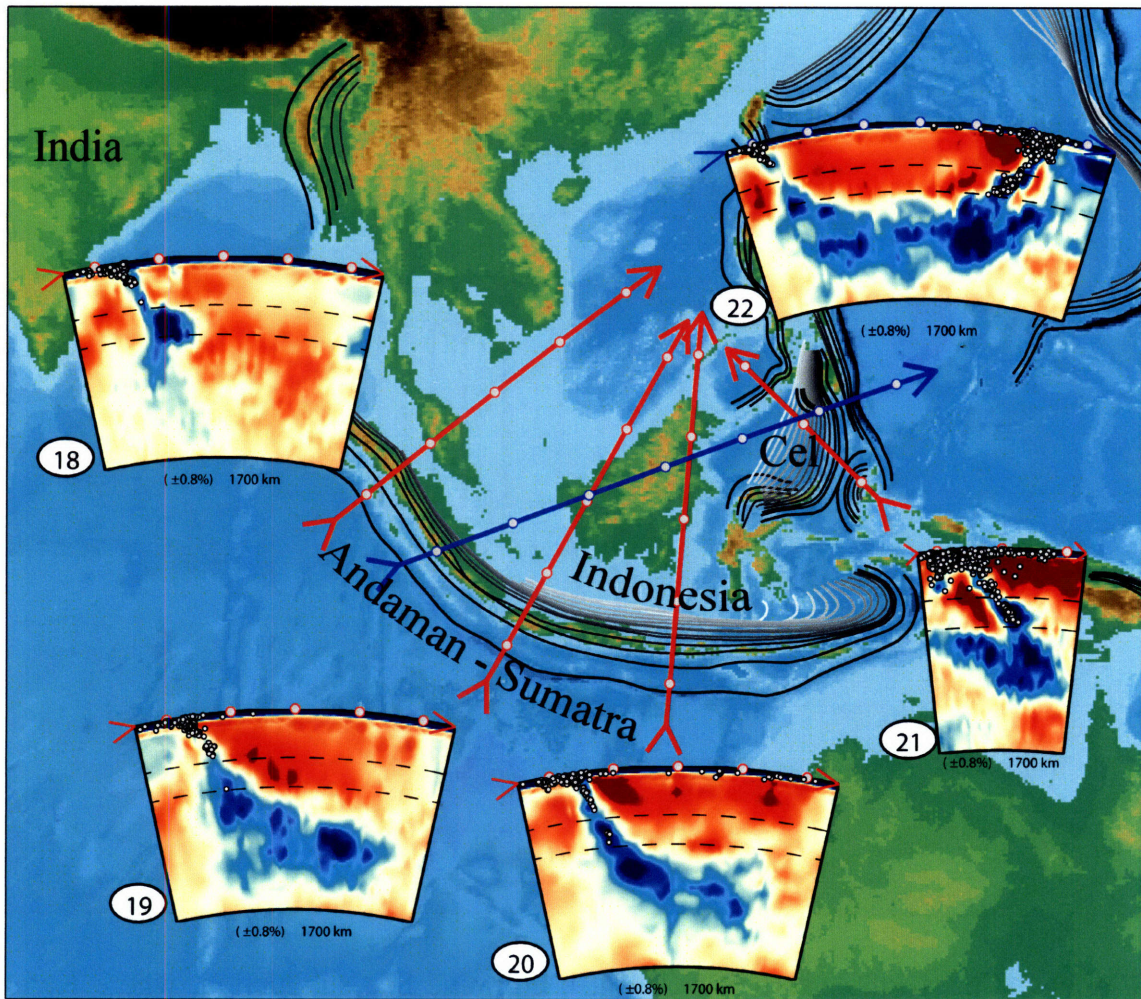 India
22
(±0.8%) 1700 km
18
(±0.8%) 1700 km
Cel
Indonesia
Andaman - Sumatra
21
(±0.8%) 1700 km
19
(±0.8%) 1700 km
20
(±0.8%) 1700 km